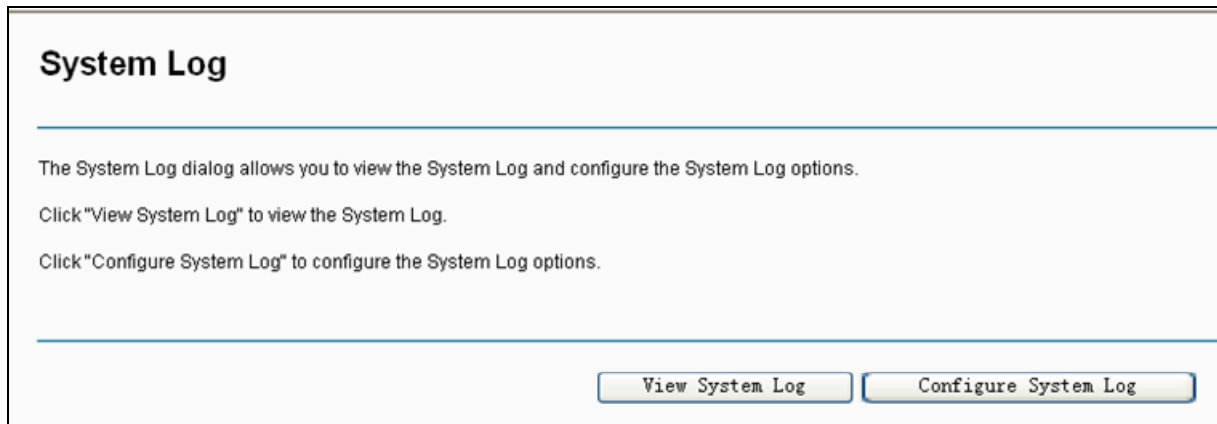 System Log
The System Log dialog allows you to view the System Log and configure the System Log options.
Click "View System Log" to view the System Log.
Click "Configure System Log" to configure the System Log options.
View System Log
Configure System Log